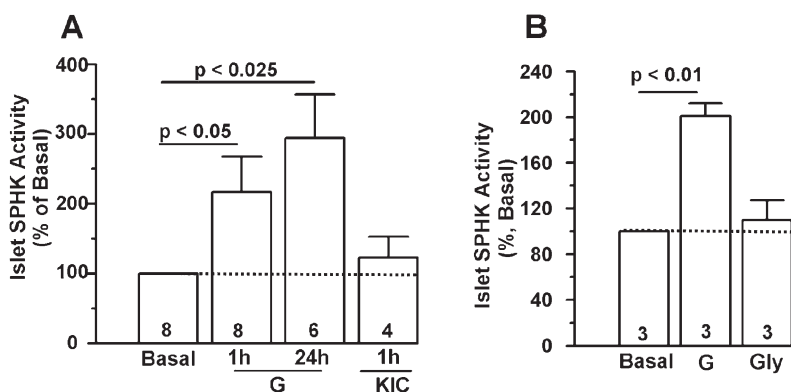 A
Islet SPHK Activity
(% of Basal)
400
300
200
100
0
p < 0.025
p < 0.05
8
8
6
4
Basal
1h
24h
1h
G
KIC
B
Islet SPHK Activity
(%, Basal)
240
200
160
120
80
40
0
p < 0.01
3
3
3
Basal
G
Gly